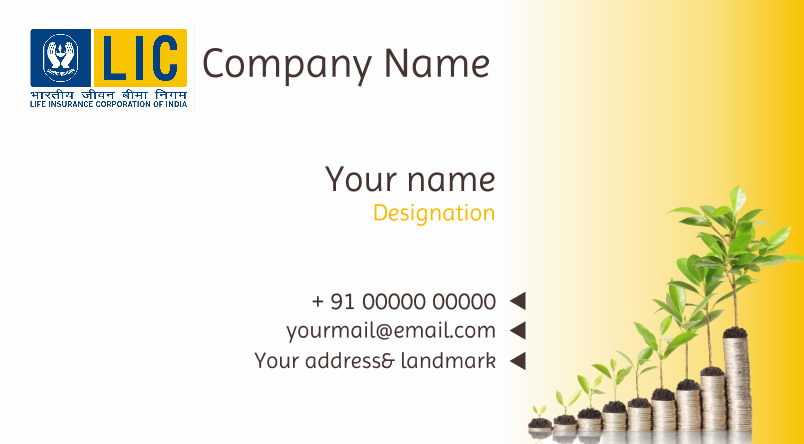 LIC
भारतीय जीवन बीमा निगम
LIFE INSURANCE CORPORATION OF INDIA
Company Name
Your name
Designation
+ 91 00000 00000
yourmail@email.com
Your address& landmark